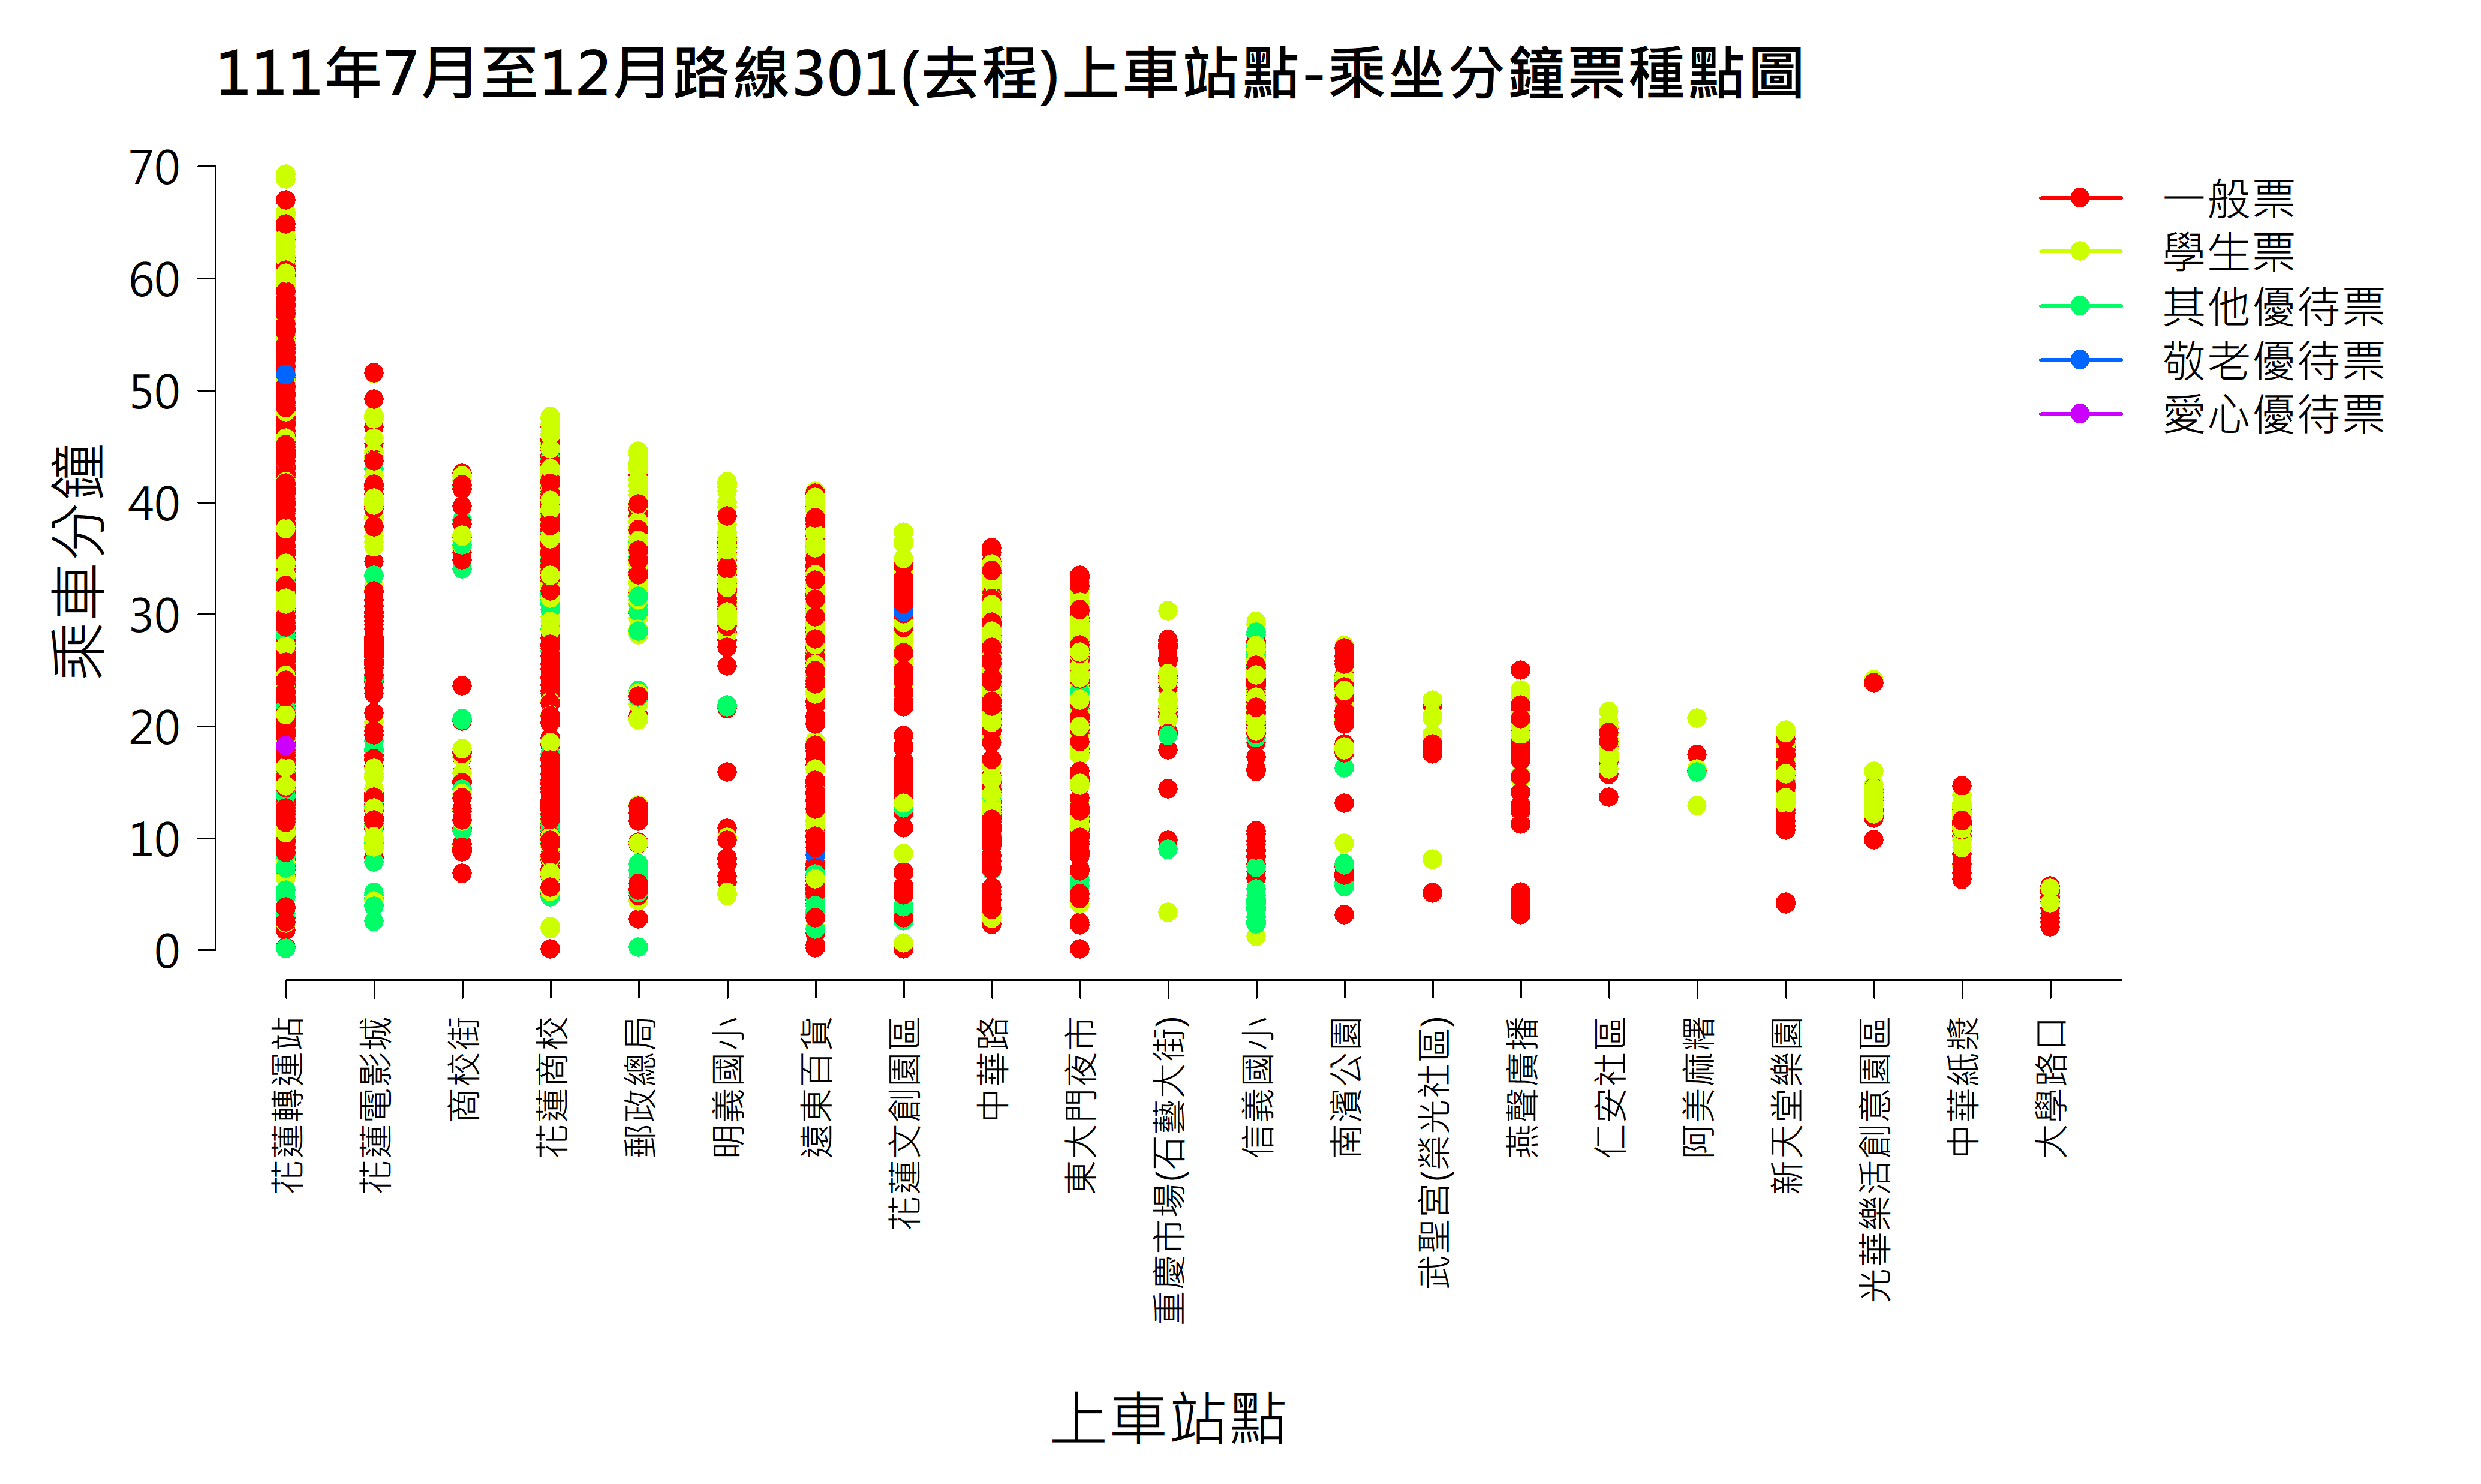 111年7月至12月路線301(去程)上車站點-乘坐分鐘票種點圖
一般票
學生票
其他優待票
敬老優待票
愛心優待票
乘車分鐘
70
60
50
40
30
20
10
0
花蓮轉運站
花蓮電影城
商校街
花蓮商校
郵政總局
明義國小
遠東百貨
花蓮文創園區
中華路
東大門夜市
重慶市場(石藝大街)
信義國小
南濱公園
武聖宮(榮光社區)
燕聲廣播
仁安社區
阿美麻糬
新天堂樂園
光華樂活創意園區
中華紙漿
大學路口
上車站點